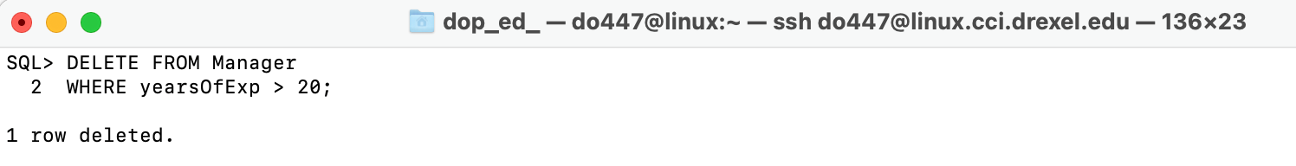 dop_ed_ — do447@linux:~ — ssh do447@linux.cci.drexel.edu — 136×23
SQL> DELETE FROM Manager
  2  WHERE yearsOfExp > 20;
1 row deleted.